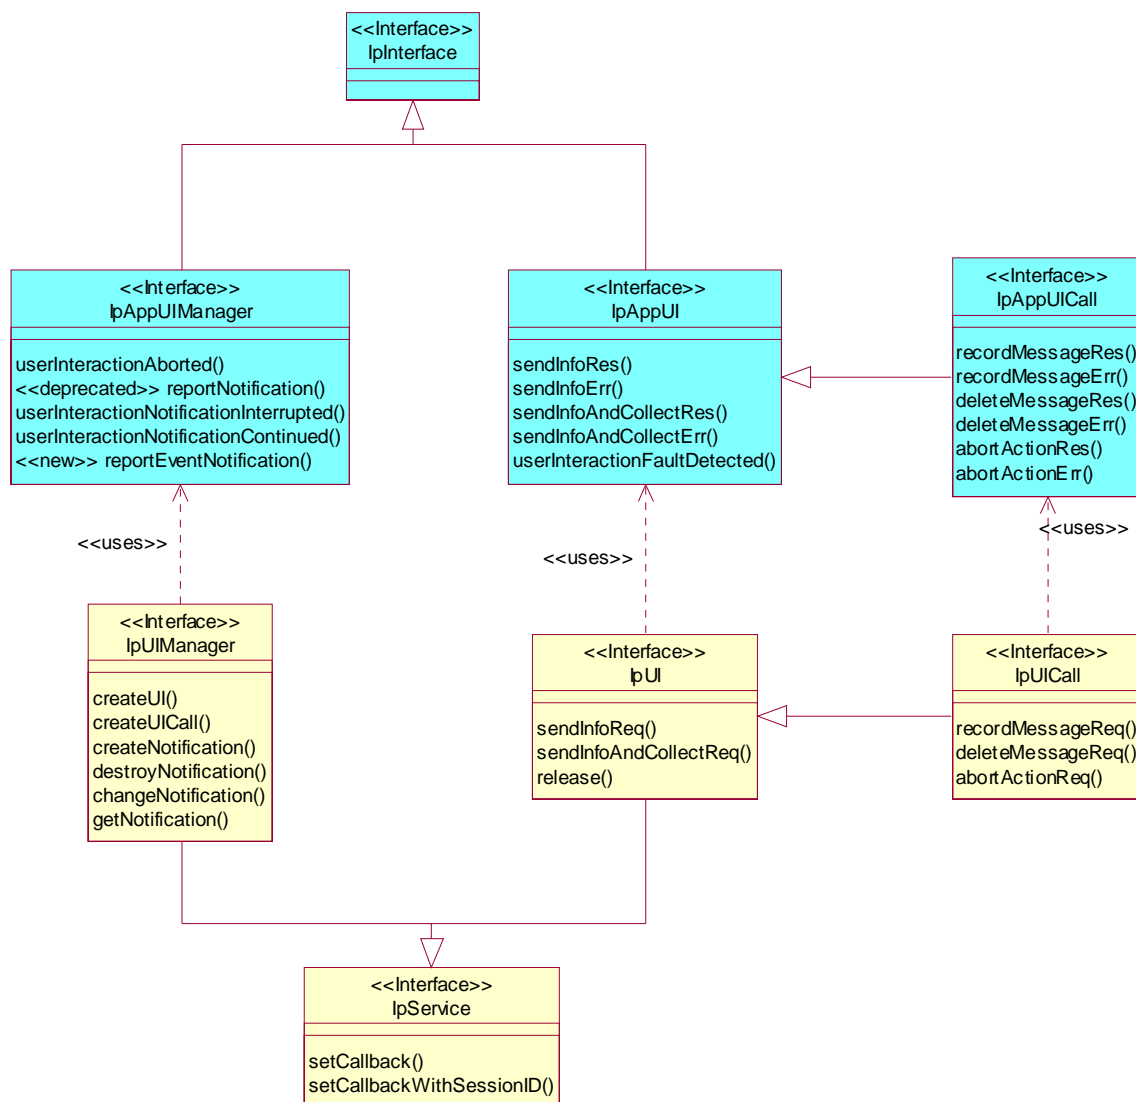 <<Interface>>
IpInterface
<<Interface>>
IpAppUIManager
userInteractionAborted()
<<deprecated>> reportNotification()
userInteractionNotificationInterrupted()
userInteractionNotificationContinued()
<<new>> reportEventNotification()
<<Interface>>
IpAppUI
sendInfoRes()
sendInfoErr()
sendInfoAndCollectRes()
sendInfoAndCollectErr()
userInteractionFaultDetected()
<<Interface>>
IpAppUICall
recordMessageRes()
recordMessageErr()
deleteMessageRes()
deleteMessageErr()
abortActionRes()
abortActionErr()
<<uses>>
<<uses>>
<<uses>>
<<Interface>>
IpUIManager
createUI()
createUICall()
createNotification()
destroyNotification()
changeNotification()
getNotification()
<<Interface>>
IpUI
sendInfoReq()
sendInfoAndCollectReq()
release()
<<Interface>>
IpUICall
recordMessageReq()
deleteMessageReq()
abortActionReq()
<<Interface>>
IpService
setCallback()
setCallbackWithSessionID()